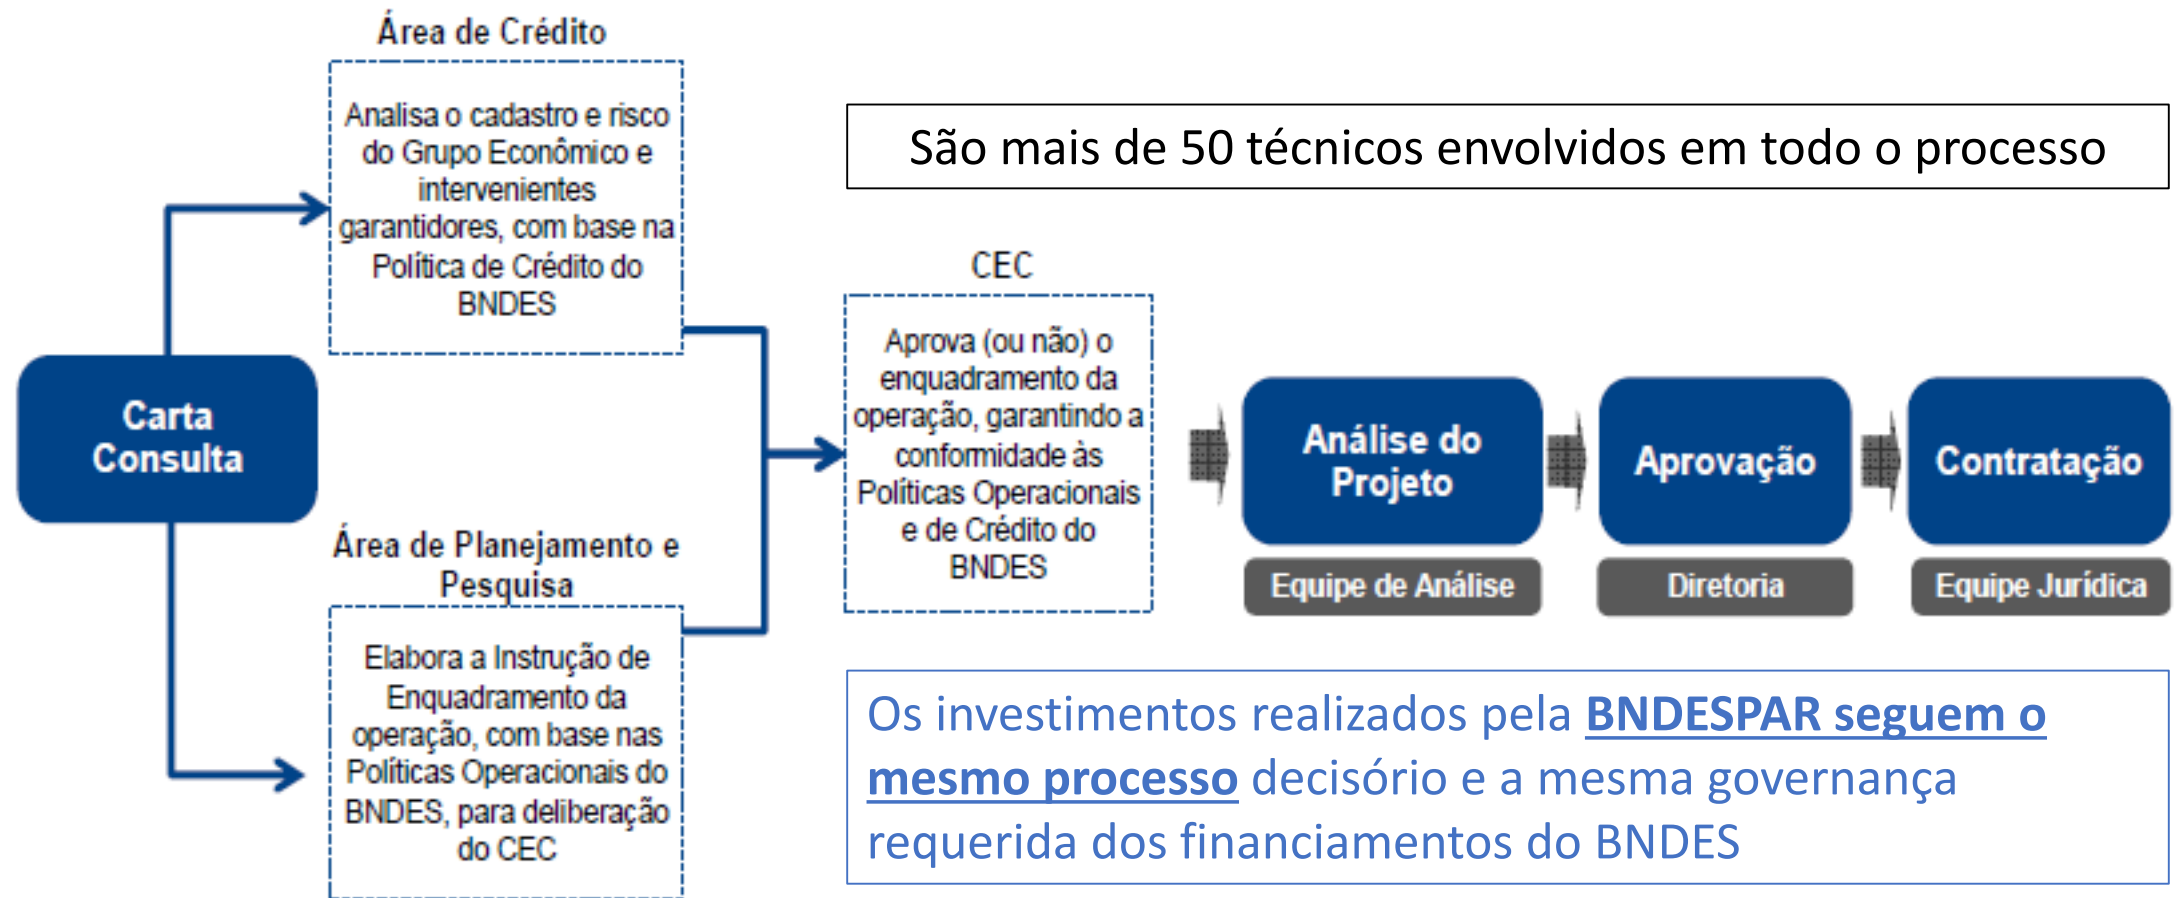 Área de Crédito
Analisa o cadastro e risco
do Grupo Econômico e
intervenientes
garantidores, com base na
Política de Crédito do
BNDES
São mais de 50 técnicos envolvidos em todo o processo
Carta
Consulta
Área de Planejamento e
Pesquisa
Elabora a Instrução de
Enquadramento da
operação, com base nas
Políticas Operacionais do
BNDES, para deliberação
do CEC
CEC
Aprova (ou não) o
enquadramento da
operação, garantindo a
conformidade às
Políticas Operacionais
e de Crédito do
BNDES
Análise do
Projeto
Equipe de Análise
Aprovação
Diretoria
Contratação
Equipe Jurídica
Os investimentos realizados pela BNDESPAR seguem o
mesmo processo decisório e a mesma governança
requerida dos financiamentos do BNDES